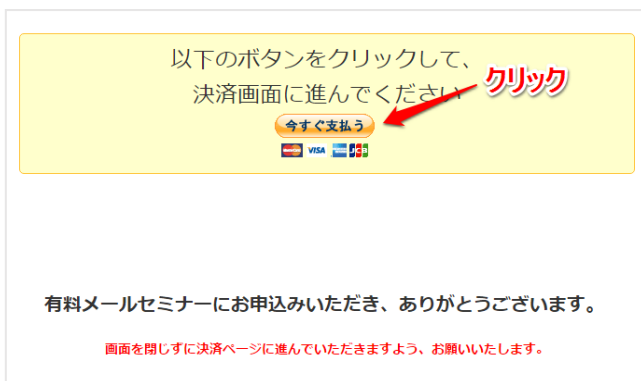 以下のボタンをクリックして、
決済画面に進んでください
クリック
今すぐ支払う
VISA JCB
有料メールセミナーにお申込みいただき、ありがとうございます。
画面を閉じずに決済ページに進んでいただきますよう、お願いいたします。